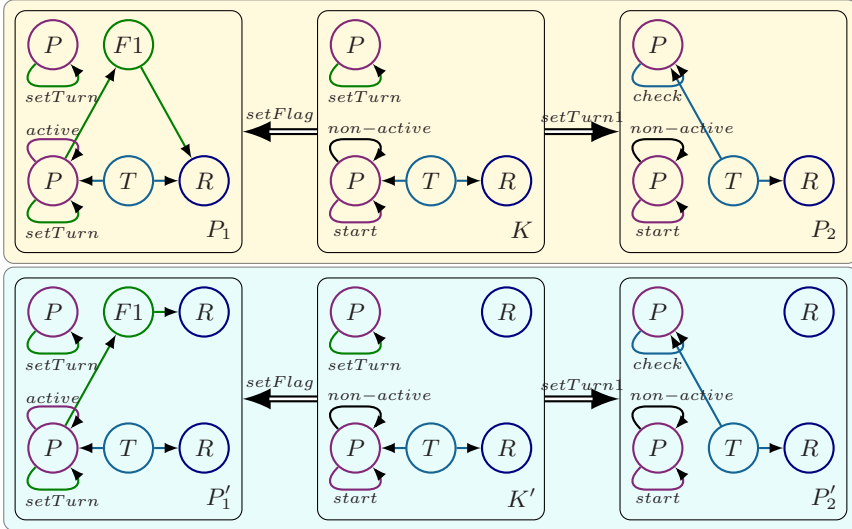 P F1 P P
setTurn setTurn check
setFlag setTurn1
active non−active non−active
P T R P T R P T R
setTurn start start
P₁ K P₂
P F1 R P R P R
setTurn setTurn check
setFlag setTurn1
active non−active non−active
P T R P T R P T R
setTurn start start
P′₁ K′ P′₂